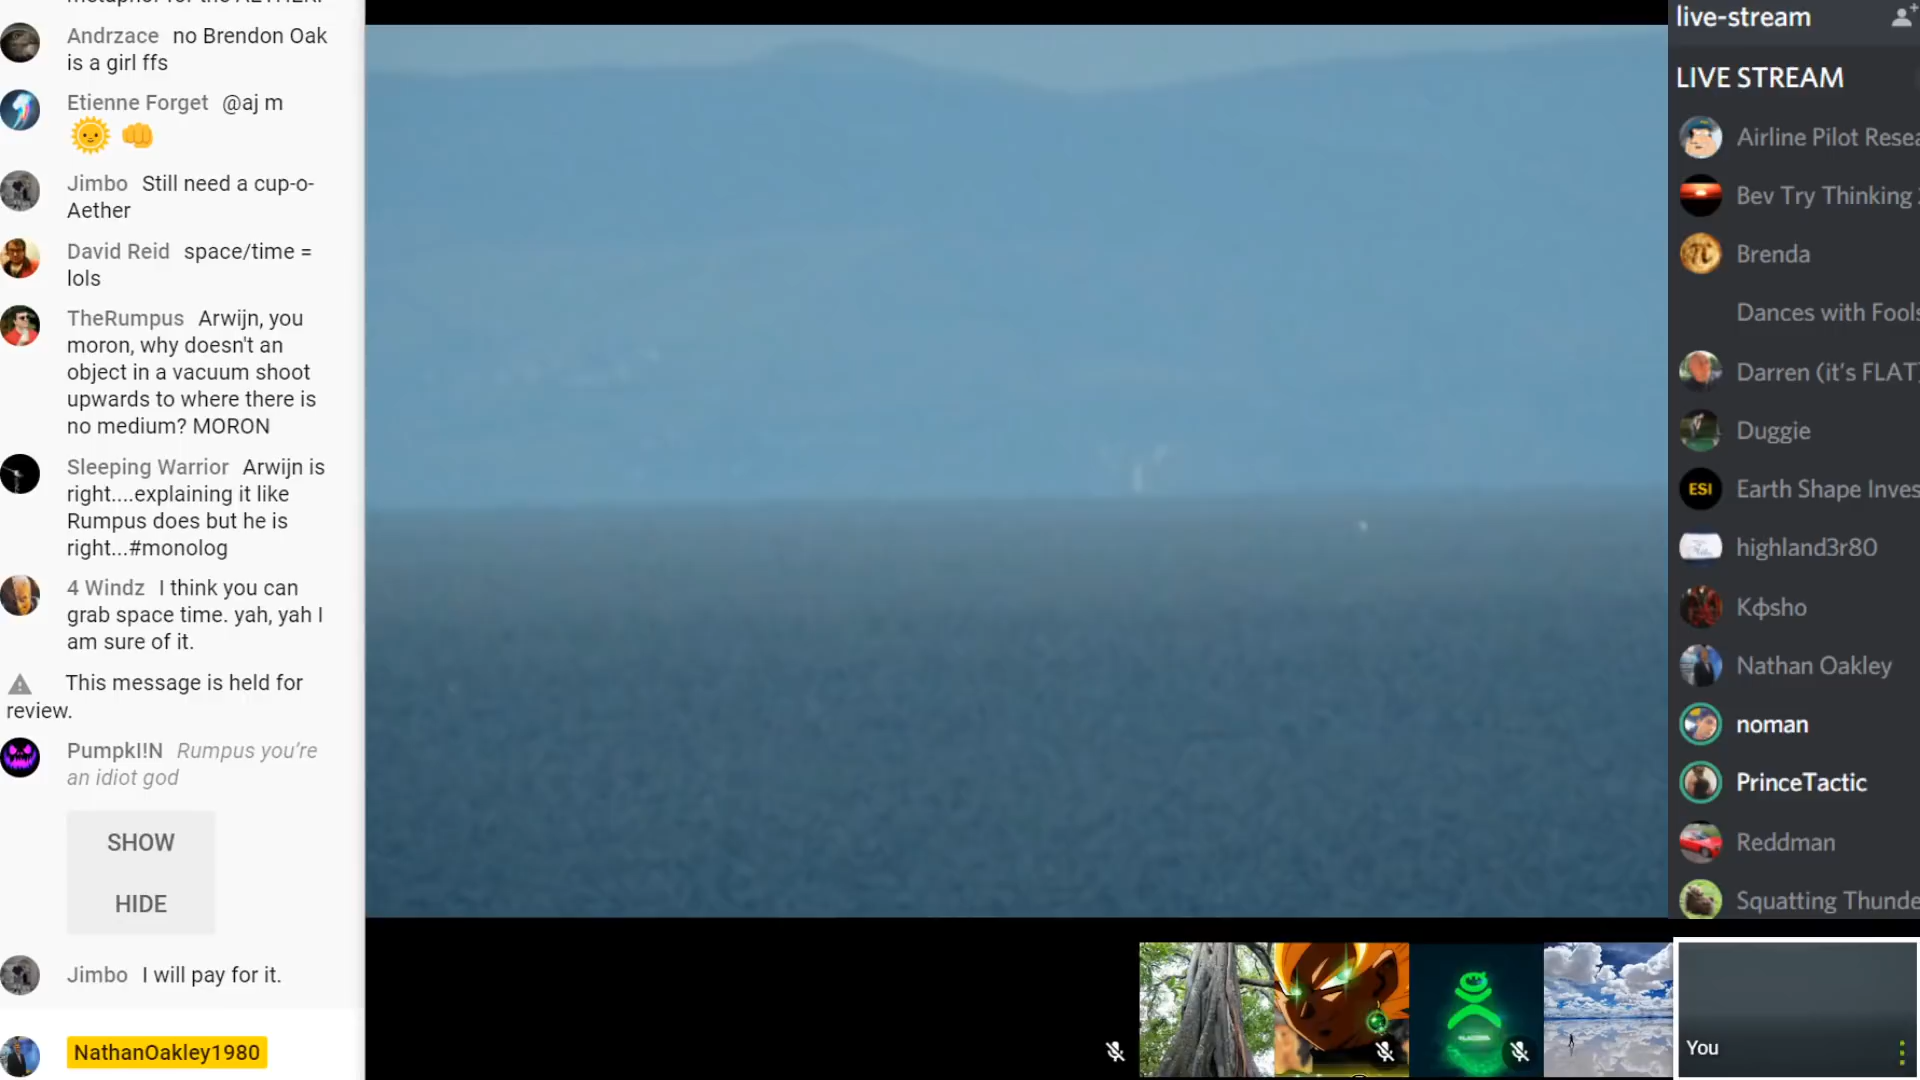 Andrzace no Brendon Oak
is a girl ffs
Etienne Forget @aj m
Jimbo Still need a cup-o-
Aether
David Reid space/time =
lols
TheRumpus Arwijn, you
moron, why doesn't an
object in a vacuum shoot
upwards to where there is
no medium? MORON
Sleeping Warrior Arwijn is
right....explaining it like
Rumpus does but he is
right...#monolog
4 Windz I think you can
grab space time. yah, yah I
am sure of it.
This message is held for
review.
PumpkI!N Rumpus you're
an idiot god
SHOW
HIDE
Jimbo I will pay for it.
NathanOakley1980
live-stream
LIVE STREAM
Airline Pilot Resea
Bev Try Thinking
Brenda
Dances with Fools
Darren (it's FLAT)
Duggie
ESI
Earth Shape Inves
highland3r80
Kфsho
Nathan Oakley
noman
PrinceTactic
Reddman
Squatting Thunde
You